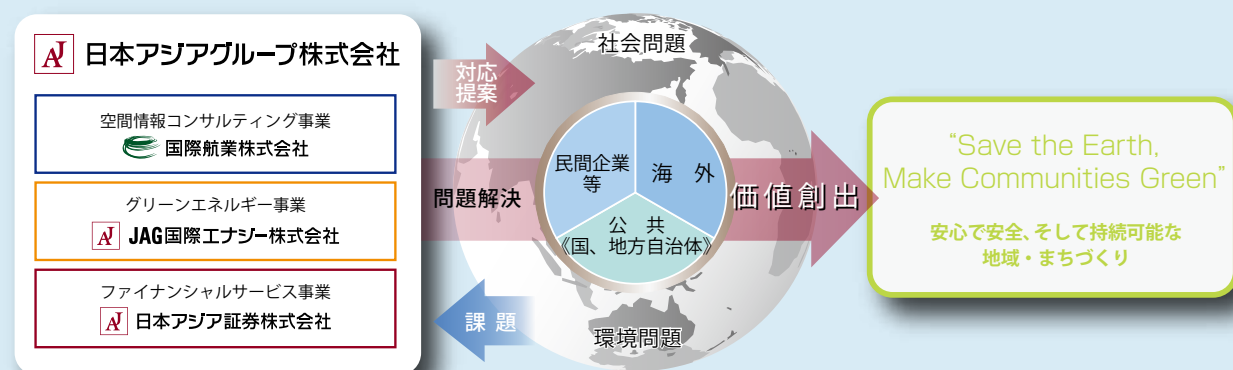 AJ 日本アジアグループ株式会社
空間情報コンサルティング事業
国際航業株式会社
グリーンエネルギー事業
AJ JAG国際エナジー株式会社
ファイナンシャルサービス事業
AJ 日本アジア証券株式会社
対応
提案
問題解決
課題
社会問題
民間企業
等
海 外
公 共
《国、地方自治体》
環境問題
価値創出
“Save the Earth,
Make Communities Green”
安心で安全、そして持続可能な
地域・まちづくり